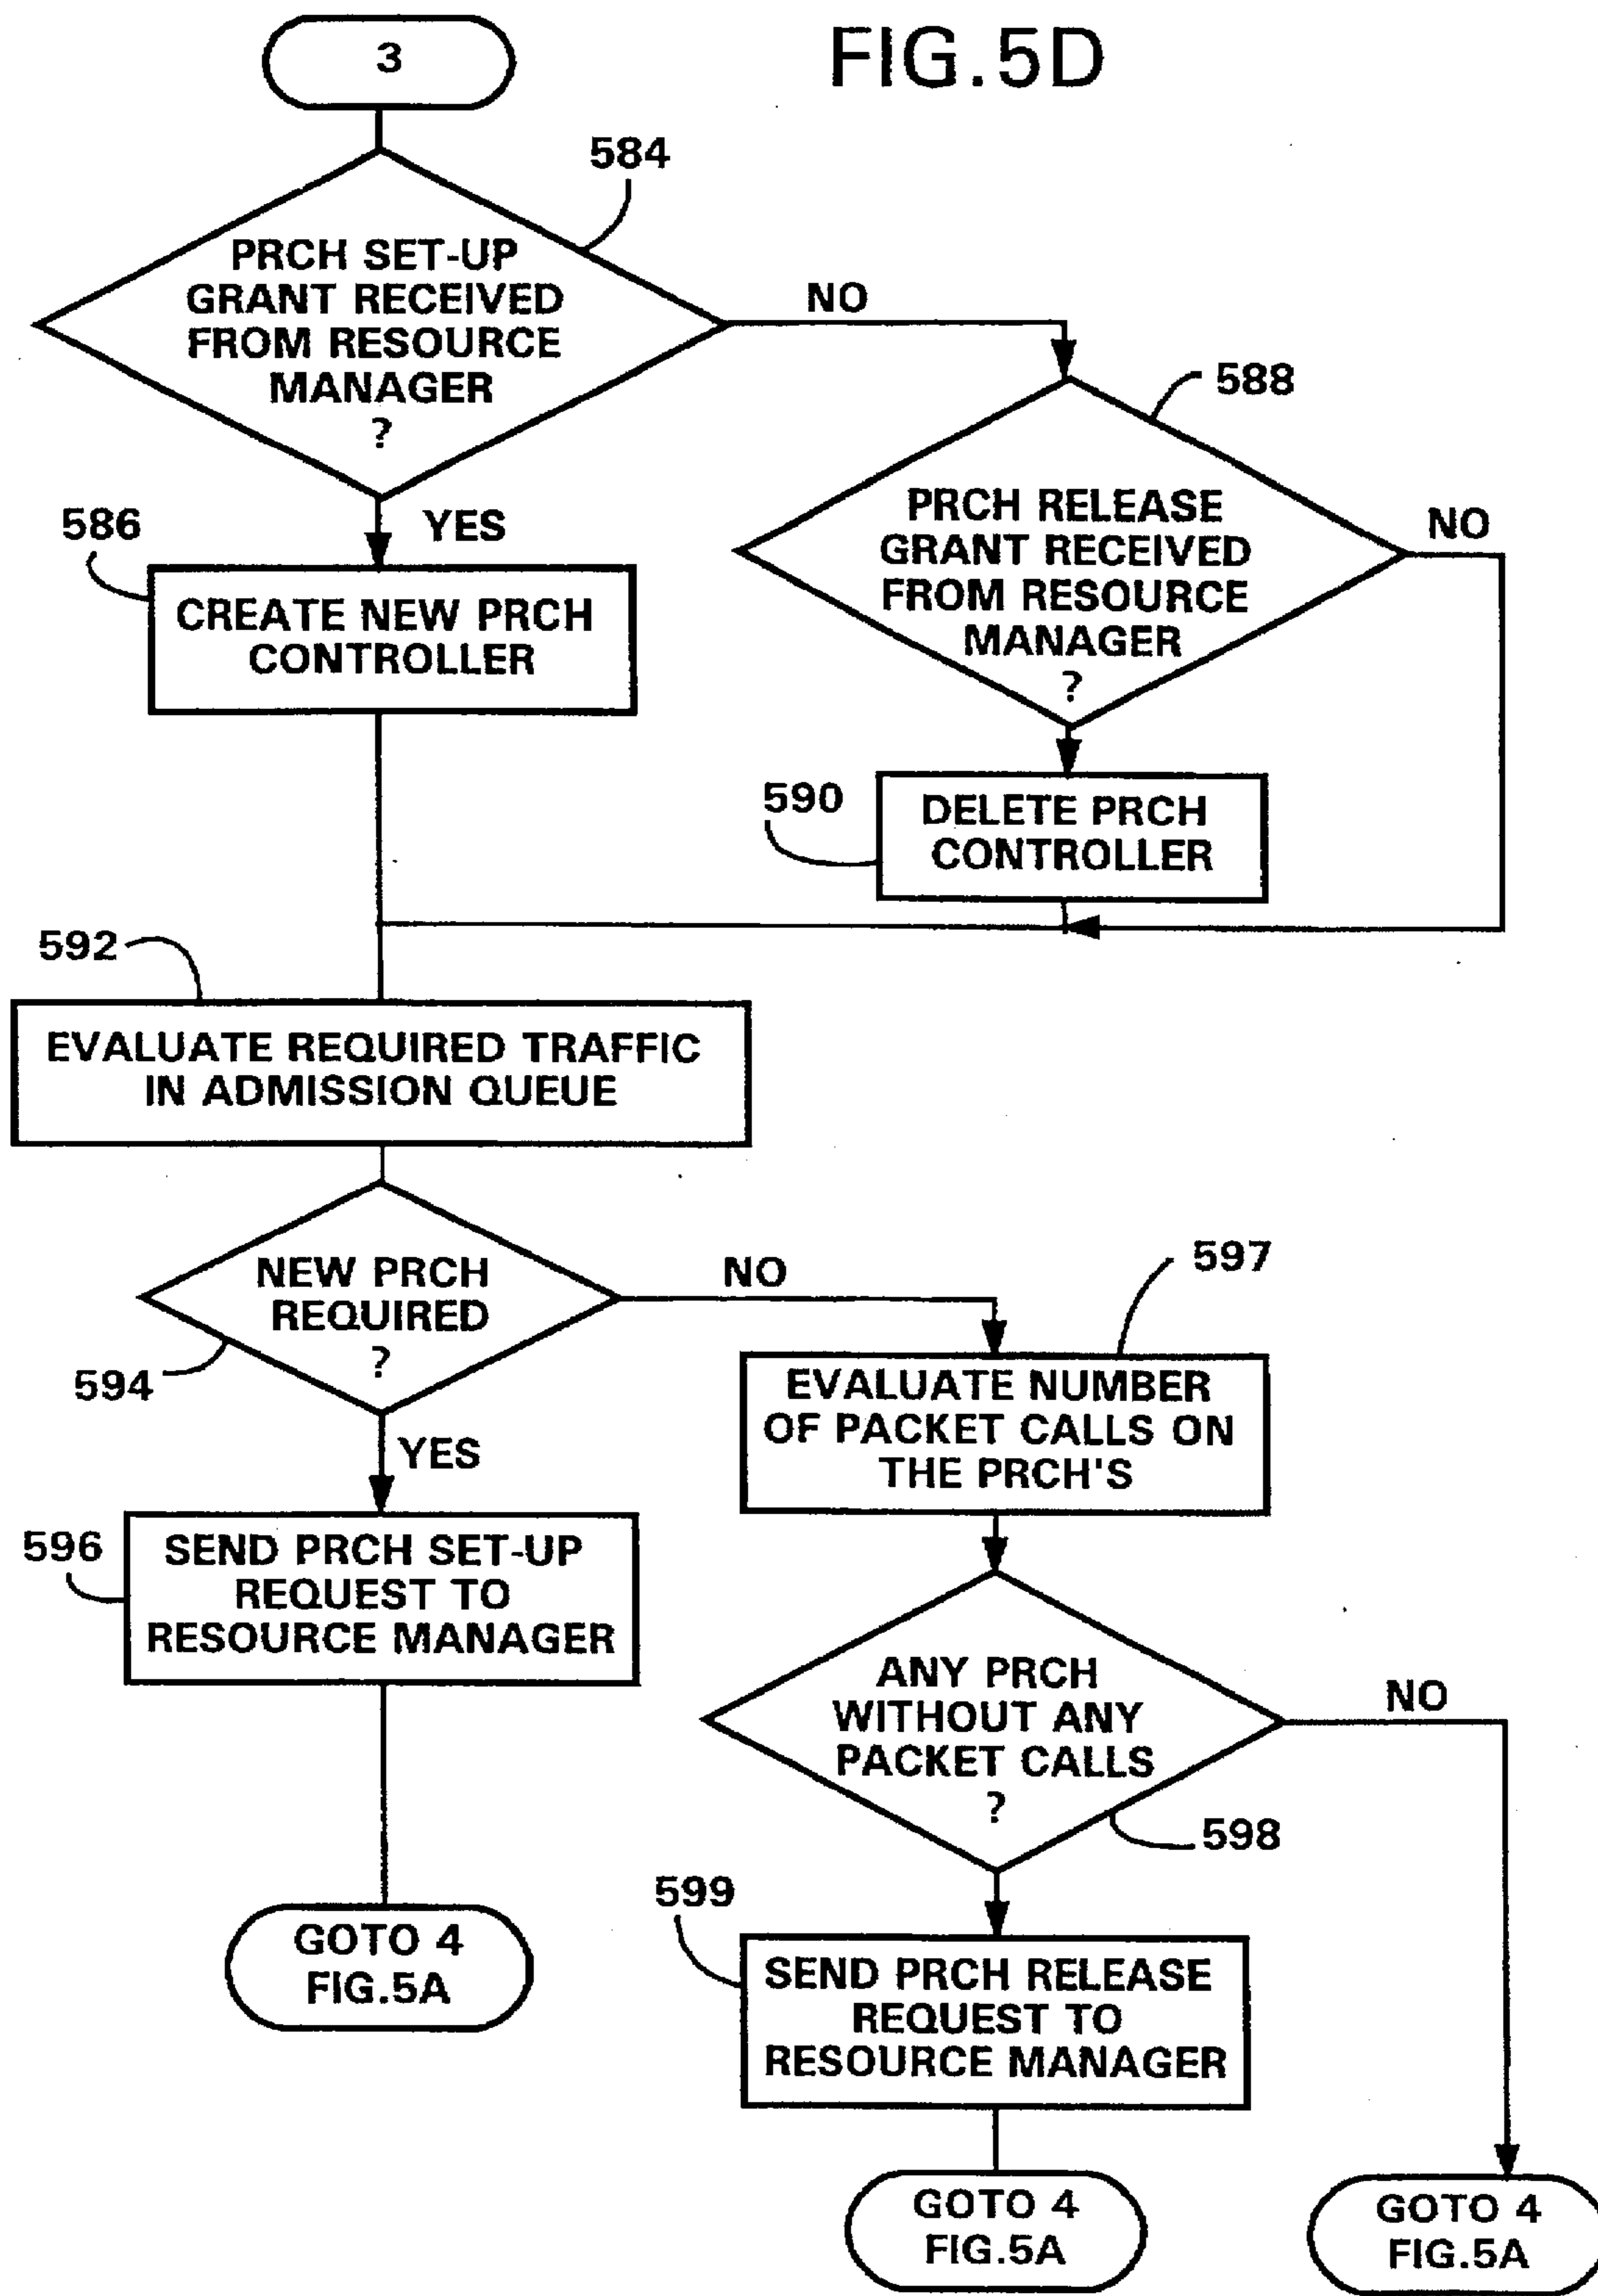 FIG.5D
3
584
PRCH SET-UP
GRANT RECEIVED
FROM RESOURCE
MANAGER
?
NO
588
PRCH RELEASE
GRANT RECEIVED
FROM RESOURCE
MANAGER
?
NO
YES
586
CREATE NEW PRCH
CONTROLLER
590
DELETE PRCH
CONTROLLER
592
EVALUATE REQUIRED TRAFFIC
IN ADMISSION QUEUE
NEW PRCH
REQUIRED
?
594
NO
597
EVALUATE NUMBER
OF PACKET CALLS ON
THE PRCH'S
YES
596
SEND PRCH SET-UP
REQUEST TO
RESOURCE MANAGER
GOTO 4
FIG.5A
ANY PRCH
WITHOUT ANY
PACKET CALLS
?
NO
598
599
SEND PRCH RELEASE
REQUEST TO
RESOURCE MANAGER
GOTO 4
FIG.5A
GOTO 4
FIG.5A